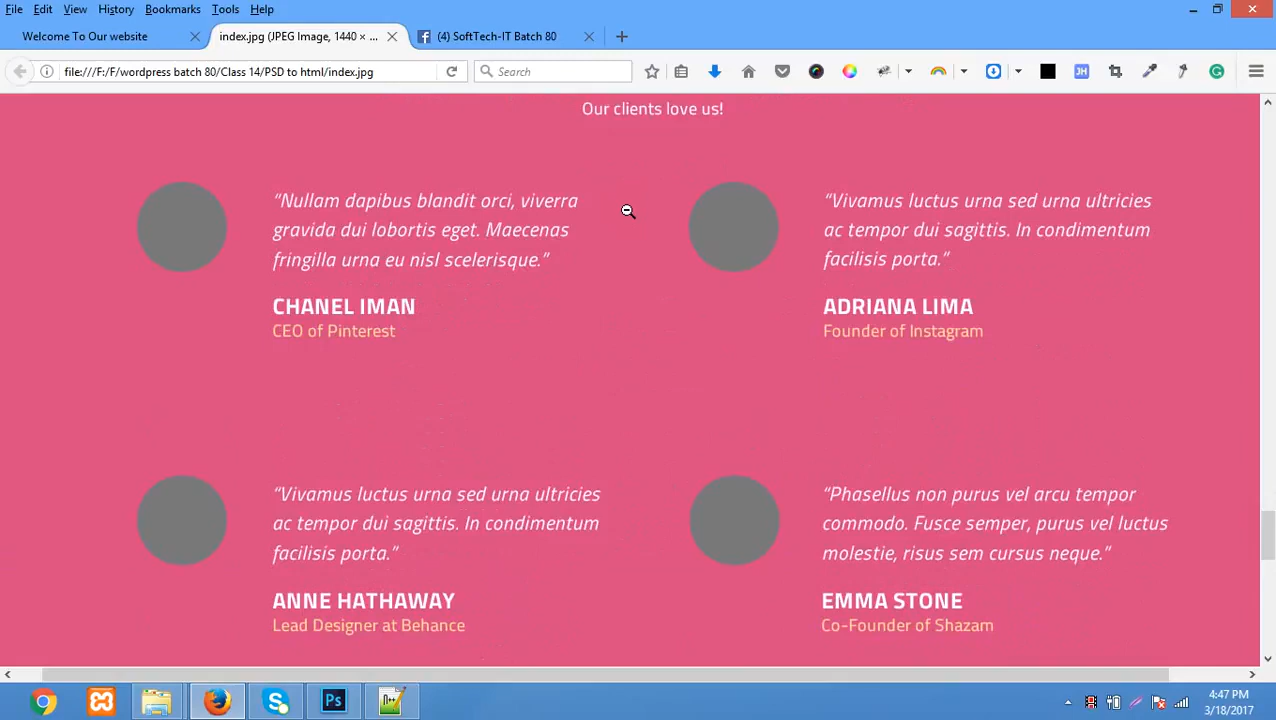 File Edit View History Bookmarks Tools Help
Welcome To Our website
index.jpg (JPEG Image, 1440 × ...
(4) SoftTech-IT Batch 80
file:///F:/F/wordpress batch 80/Class 14/PSD to html/index.jpg
Search
JH
Our clients love us!
“Nullam dapibus blandit orci, viverra
gravida dui lobortis eget. Maecenas
fringilla urna eu nisl scelerisque.”
CHANEL IMAN
CEO of Pinterest
“Vivamus luctus urna sed urna ultricies
ac tempor dui sagittis. In condimentum
facilisis porta.”
ADRIANA LIMA
Founder of Instagram
“Vivamus luctus urna sed urna ultricies
ac tempor dui sagittis. In condimentum
facilisis porta.”
ANNE HATHAWAY
Lead Designer at Behance
“Phasellus non purus vel arcu tempor
commodo. Fusce semper, purus vel luctus
molestie, risus sem cursus neque.”
EMMA STONE
Co-Founder of Shazam
Ps
4:47 PM
3/18/2017